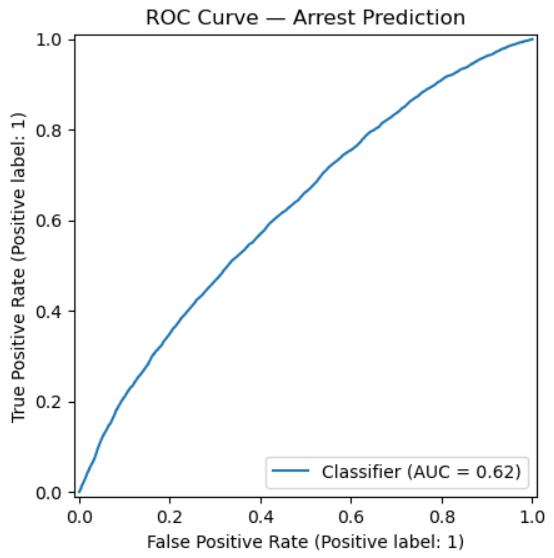 ROC Curve — Arrest Prediction
True Positive Rate (Positive label: 1)
1.0
0.8
0.6
0.4
0.2
0.0
Classifier (AUC = 0.62)
0.0 0.2 0.4 0.6 0.8 1.0
False Positive Rate (Positive label: 1)